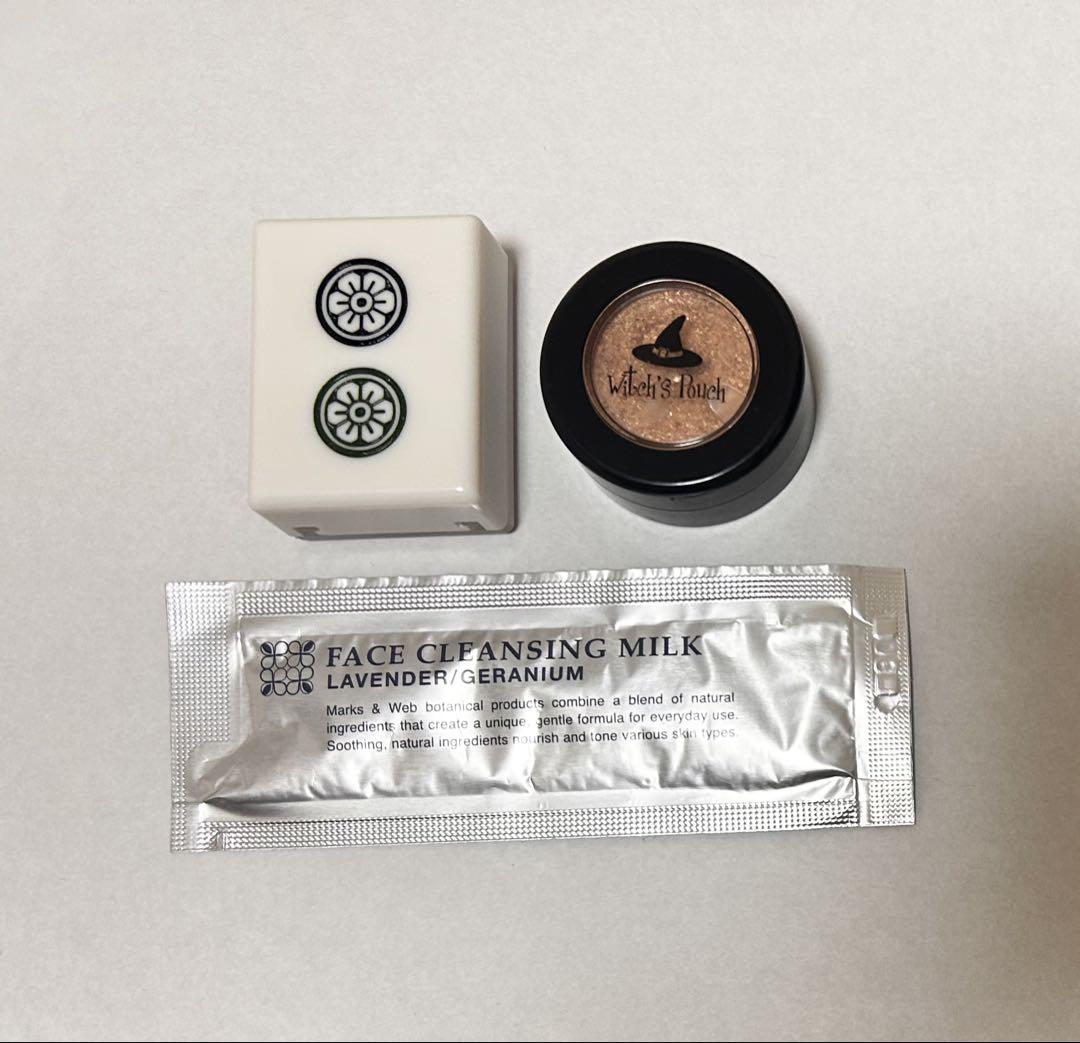 Witch's Pouch
FACE CLEANSING MILK
LAVENDER/GERANIUM
Marks & Web botanical products combine a blend of natural
ingredients that create a unique, gentle formula for everyday use.
Soothing, natural ingredients nourish and tone various skin types.